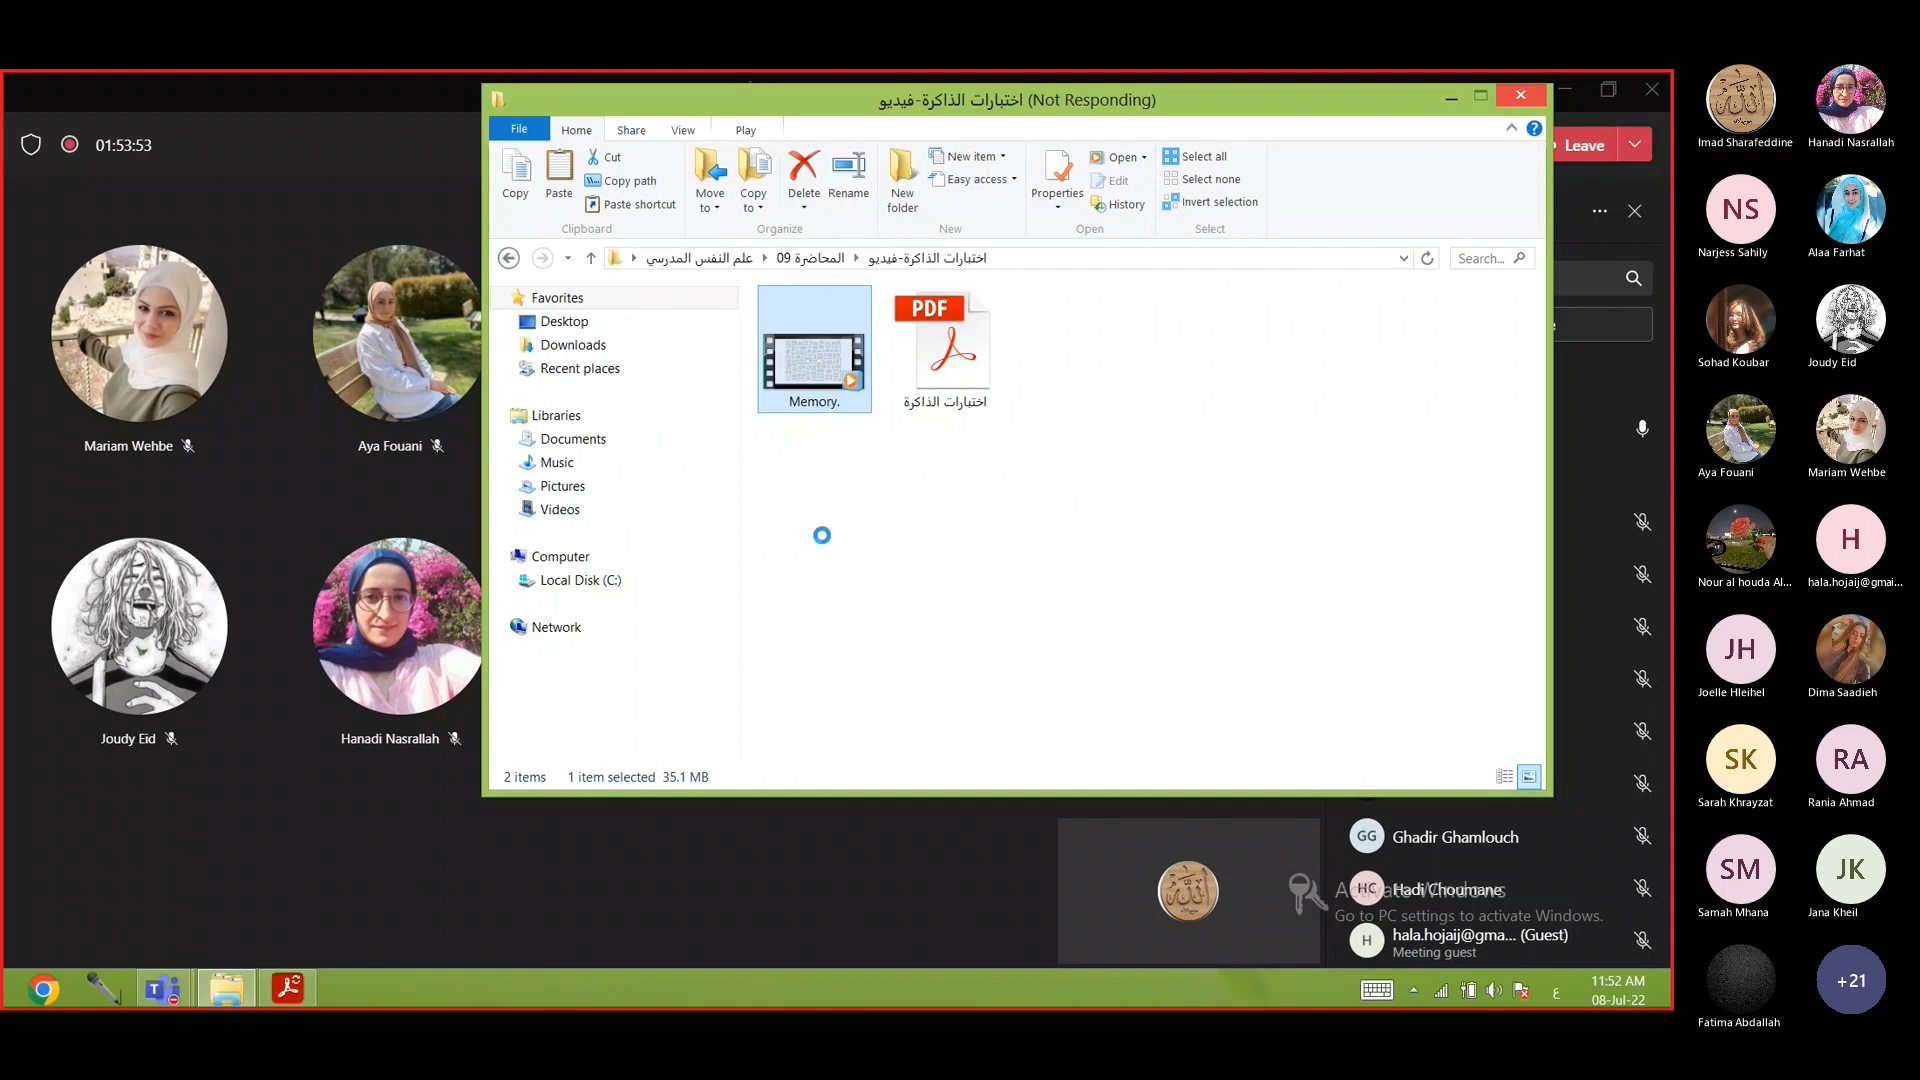 اختبارات الذاكرة-فيديو (Not Responding)
File
Home
Share
View
Play
Copy
Paste
Cut
Copy path
Paste shortcut
Clipboard
Move to
Copy to
Delete
Rename
Organize
New folder
New item
Easy access
New
Properties
Open
Edit
History
Open
Select all
Select none
Invert selection
Select
علم النفس المدرسي
المحاضرة 09
اختبارات الذاكرة-فيديو
Search...
Favorites
Desktop
Downloads
Recent places
Libraries
Documents
Music
Pictures
Videos
Computer
Local Disk (C:)
Network
Memory.
PDF
اختبارات الذاكرة
2 items
1 item selected 35.1 MB
01:53:53
Leave
Mariam Wehbe
Aya Fouani
Joudy Eid
Hanadi Nasrallah
GG
Ghadir Ghamlouch
HC
Hadi Choumane
H
hala.hojaij@gma... (Guest)
Meeting guest
Activate Windows
Go to PC settings to activate Windows.
ع
11:52 AM
08-Jul-22
Imad Sharafeddine
Hanadi Nasrallah
NS
Narjess Sahily
Alaa Farhat
Sohad Koubar
Joudy Eid
Aya Fouani
Mariam Wehbe
Nour al houda Al...
H
hala.hojaij@gmai...
JH
Joelle Hleihel
Dima Saadieh
SK
Sarah Khrayzat
RA
Rania Ahmad
SM
Samah Mhana
JK
Jana Kheil
Fatima Abdallah
+21